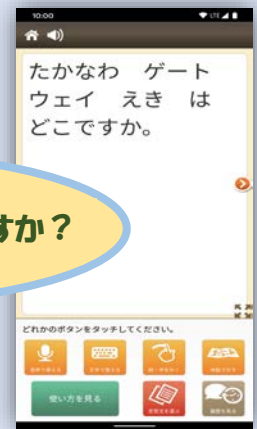 10:00
LTE
たかなわ　ゲート
ウェイ　えき　は
どこですか。
すか？
どれかのボタンをタッチしてください。
使い方を見る